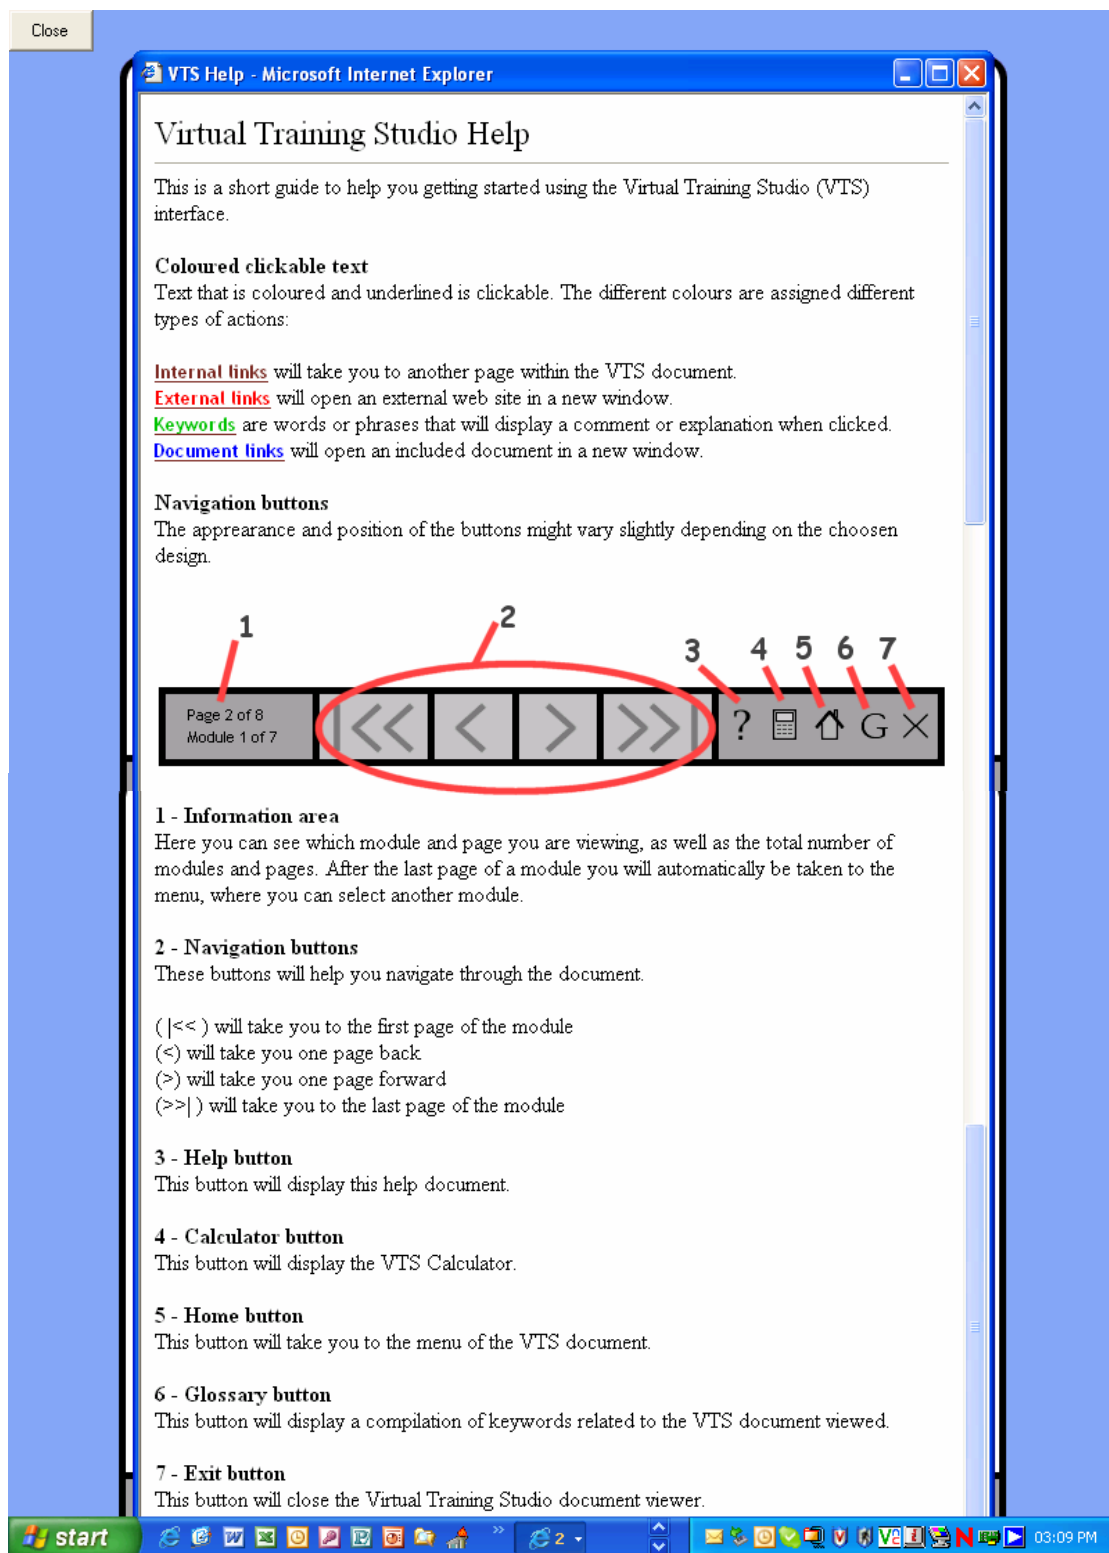 Close
VTS Help - Microsoft Internet Explorer
Virtual Training Studio Help
This is a short guide to help you getting started using the Virtual Training Studio (VTS)
interface.
Coloured clickable text
Text that is coloured and underlined is clickable. The different colours are assigned different
types of actions:
Internal links will take you to another page within the VTS document.
External links will open an external web site in a new window.
Keywords are words or phrases that will display a comment or explanation when clicked.
Document links will open an included document in a new window.
Navigation buttons
The apprearance and position of the buttons might vary slightly depending on the choosen
design.
1 2 3 4 5 6 7
Page 2 of 8
Module 1 of 7
|<< < > >>| ? G X
1 - Information area
Here you can see which module and page you are viewing, as well as the total number of
modules and pages. After the last page of a module you will automatically be taken to the
menu, where you can select another module.
2 - Navigation buttons
These buttons will help you navigate through the document.
( |<< ) will take you to the first page of the module
(<) will take you one page back
(>) will take you one page forward
(>>| ) will take you to the last page of the module
3 - Help button
This button will display this help document.
4 - Calculator button
This button will display the VTS Calculator.
5 - Home button
This button will take you to the menu of the VTS document.
6 - Glossary button
This button will display a compilation of keywords related to the VTS document viewed.
7 - Exit button
This button will close the Virtual Training Studio document viewer.
start 2 03:09 PM